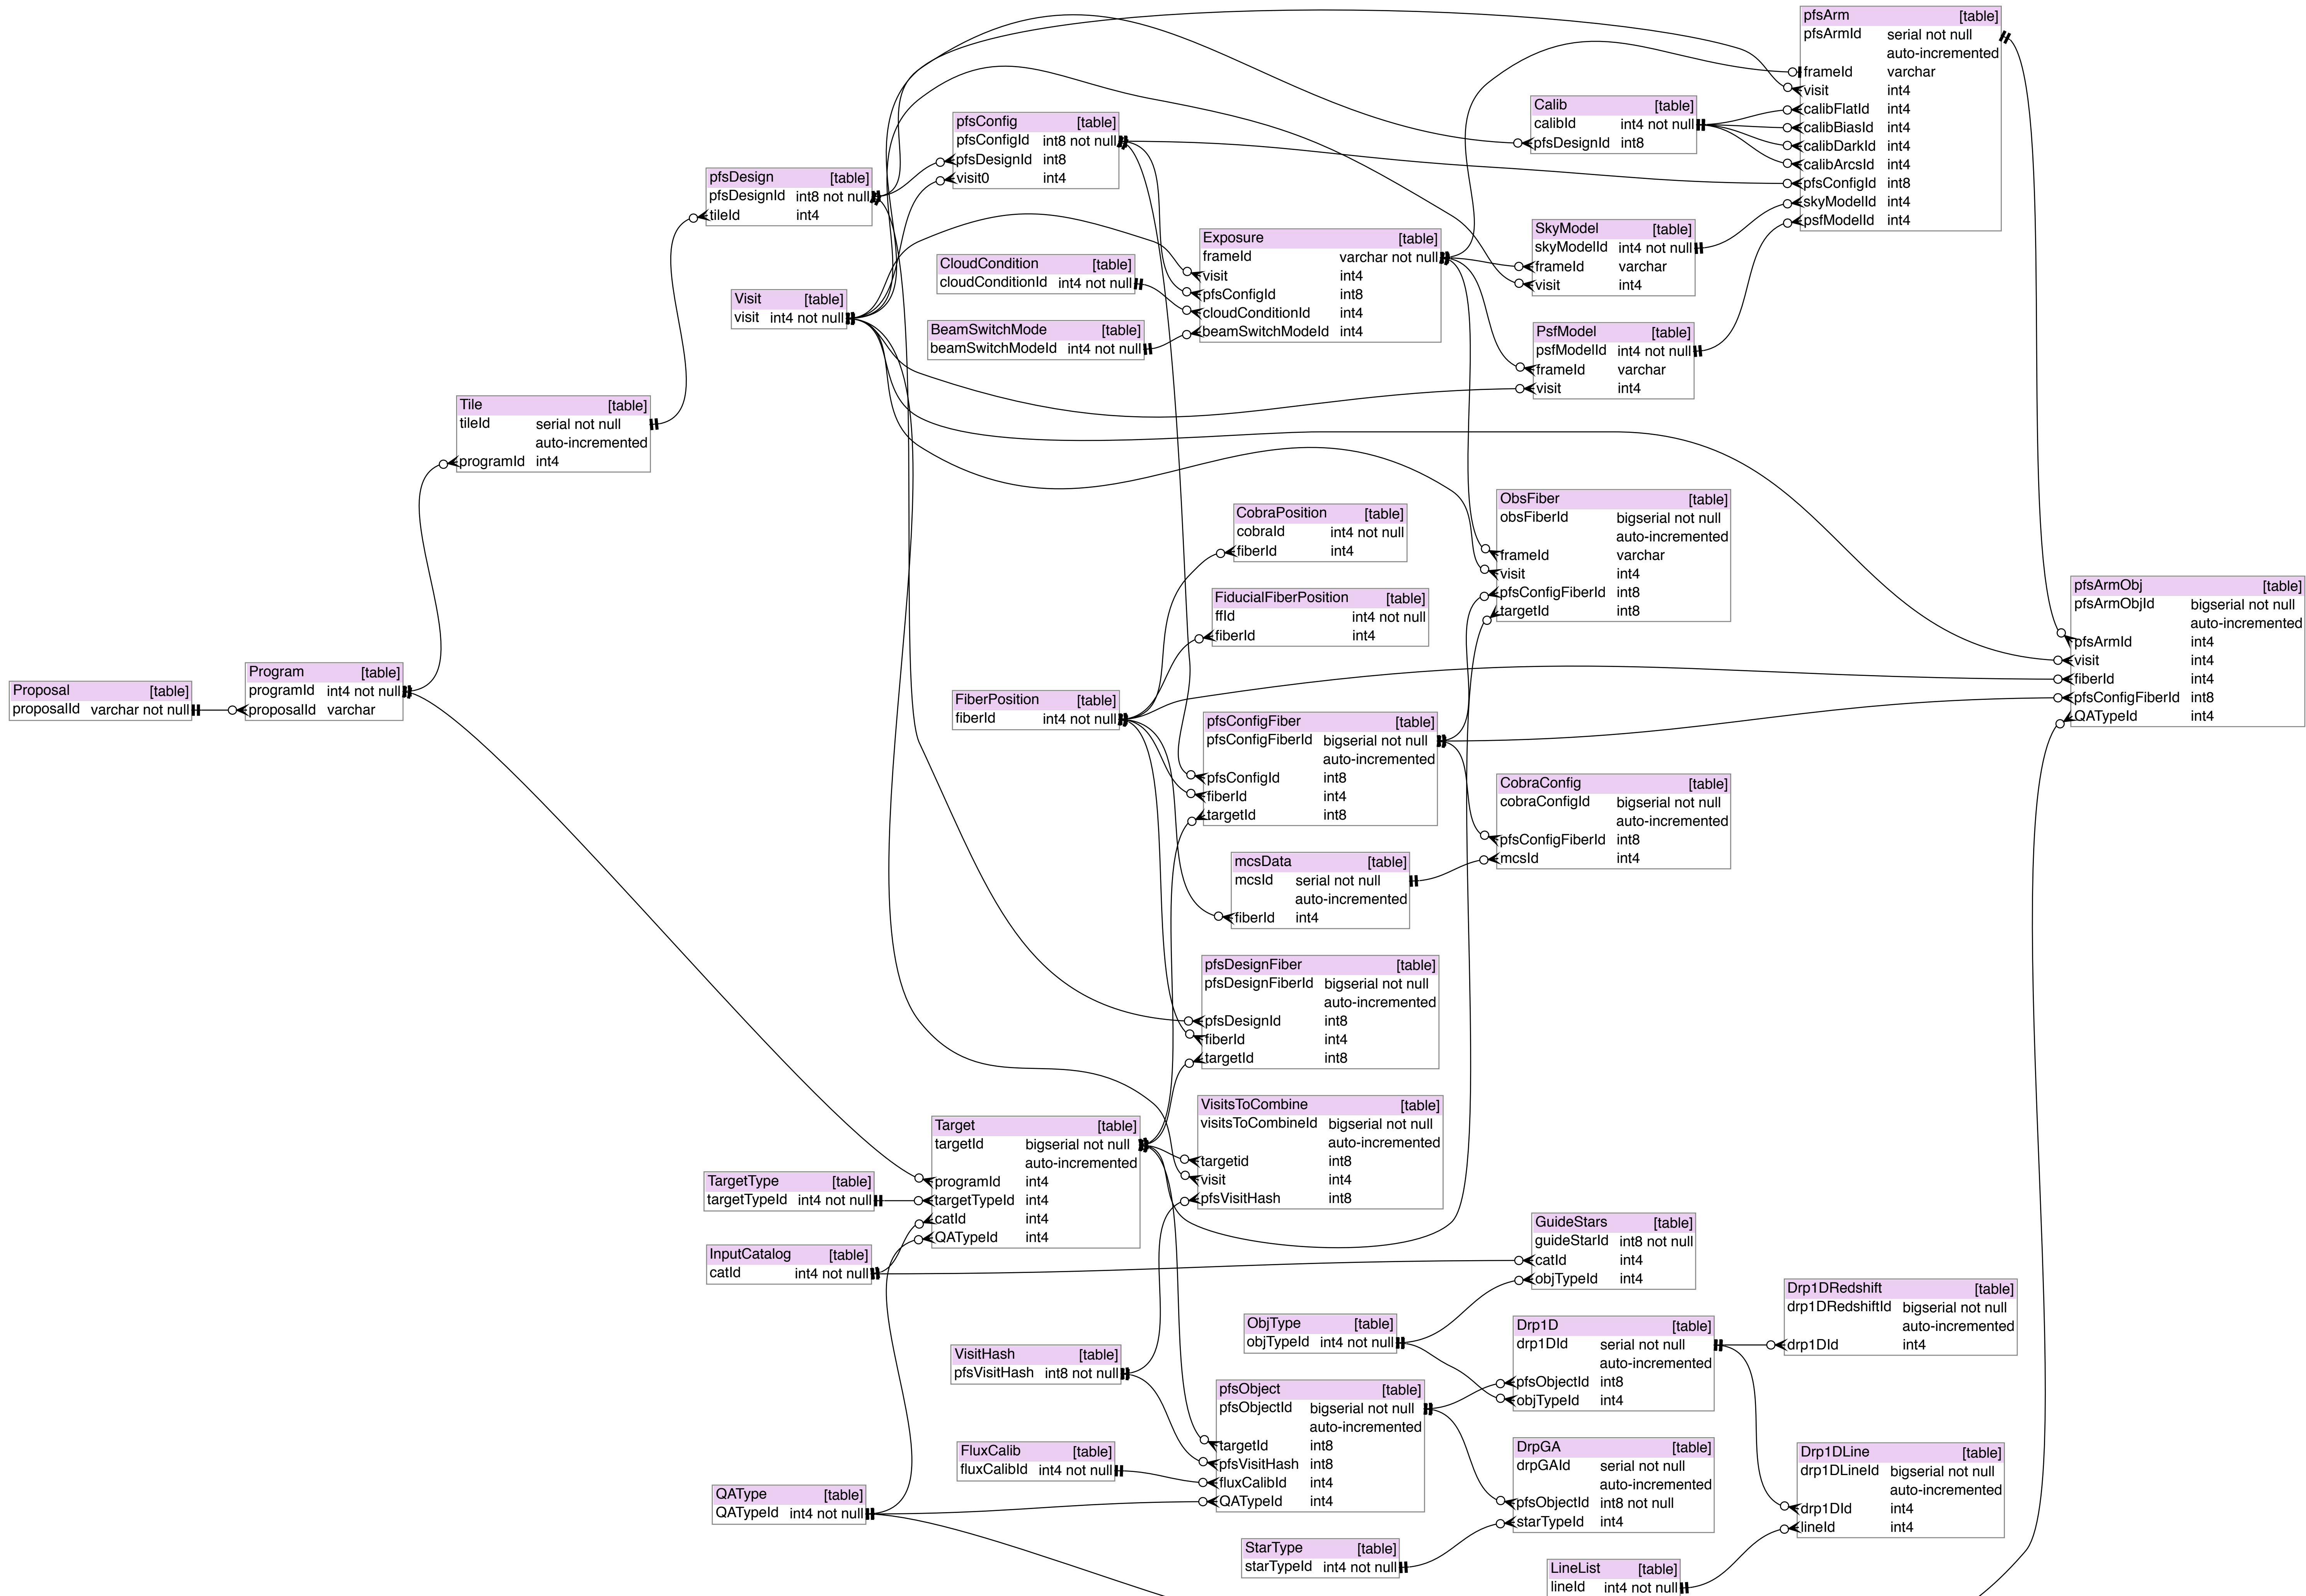 pfsArm [table]
pfsArmId serial not null
auto-incremented
frameId varchar
visit int4
calibFlatId int4
calibBiasId int4
calibDarkId int4
calibArcsId int4
pfsConfigId int8
skyModelId int4
psfModelId int4
Calib [table]
calibId int4 not null
pfsDesignId int8
pfsConfig [table]
pfsConfigId int8 not null
pfsDesignId int8
visit0 int4
pfsDesign [table]
pfsDesignId int8 not null
tileId int4
SkyModel [table]
skyModelId int4 not null
frameId varchar
visit int4
Exposure [table]
frameId varchar not null
visit int4
pfsConfigId int8
cloudConditionId int4
beamSwitchModeId int4
CloudCondition [table]
cloudConditionId int4 not null
Visit [table]
visit int4 not null
BeamSwitchMode [table]
beamSwitchModeId int4 not null
PsfModel [table]
psfModelId int4 not null
frameId varchar
visit int4
Tile [table]
tileId serial not null
auto-incremented
programId int4
ObsFiber [table]
obsFiberId bigserial not null
auto-incremented
frameId varchar
visit int4
pfsConfigFiberId int8
targetId int8
CobraPosition [table]
cobraId int4 not null
fiberId int4
FiducialFiberPosition [table]
ffId int4 not null
fiberId int4
pfsArmObj [table]
pfsArmObjId bigserial not null
auto-incremented
pfsArmId int4
visit int4
fiberId int4
pfsConfigFiberId int8
QATypeId int4
Proposal [table]
proposalId varchar not null
Program [table]
programId int4 not null
proposalId varchar
FiberPosition [table]
fiberId int4 not null
pfsConfigFiber [table]
pfsConfigFiberId bigserial not null
auto-incremented
pfsConfigId int8
fiberId int4
targetId int8
CobraConfig [table]
cobraConfigId bigserial not null
auto-incremented
pfsConfigFiberId int8
mcsId int4
mcsData [table]
mcsId serial not null
auto-incremented
fiberId int4
pfsDesignFiber [table]
pfsDesignFiberId bigserial not null
auto-incremented
pfsDesignId int8
fiberId int4
targetId int8
VisitsToCombine [table]
visitsToCombineId bigserial not null
auto-incremented
targetid int8
visit int4
pfsVisitHash int8
Target [table]
targetId bigserial not null
auto-incremented
programId int4
targetTypeId int4
catId int4
QATypeId int4
TargetType [table]
targetTypeId int4 not null
InputCatalog [table]
catId int4 not null
GuideStars [table]
guideStarId int8 not null
catId int4
objTypeId int4
Drp1DRedshift [table]
drp1DRedshiftId bigserial not null
auto-incremented
drp1DId int4
ObjType [table]
objTypeId int4 not null
Drp1D [table]
drp1DId serial not null
auto-incremented
pfsObjectId int8
objTypeId int4
VisitHash [table]
pfsVisitHash int8 not null
pfsObject [table]
pfsObjectId bigserial not null
auto-incremented
targetId int8
pfsVisitHash int8
fluxCalibId int4
QATypeId int4
FluxCalib [table]
fluxCalibId int4 not null
DrpGA [table]
drpGAId serial not null
auto-incremented
pfsObjectId int8 not null
starTypeId int4
Drp1DLine [table]
drp1DLineId bigserial not null
auto-incremented
drp1DId int4
lineId int4
QAType [table]
QATypeId int4 not null
StarType [table]
starTypeId int4 not null
LineList [table]
lineId int4 not null